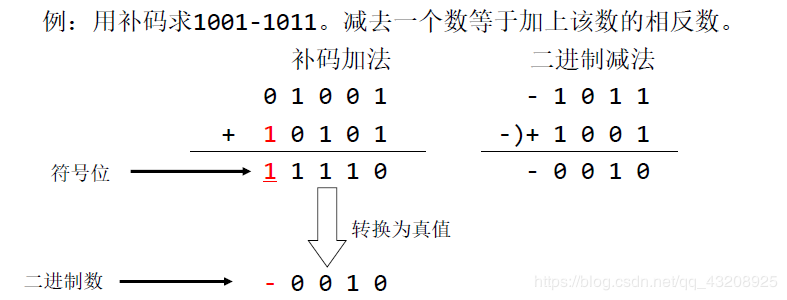 例：用补码求1001-1011。减去一个数等于加上该数的相反数。
补码加法 二进制减法
0 1 0 0 1 - 1 0 1 1
+ 1 0 1 0 1 -)+ 1 0 0 1
符号位 1 1 1 1 0 - 0 0 1 0
转换为真值
二进制数 - 0 0 1 0
https://blog.csdn.net/qq_43208925